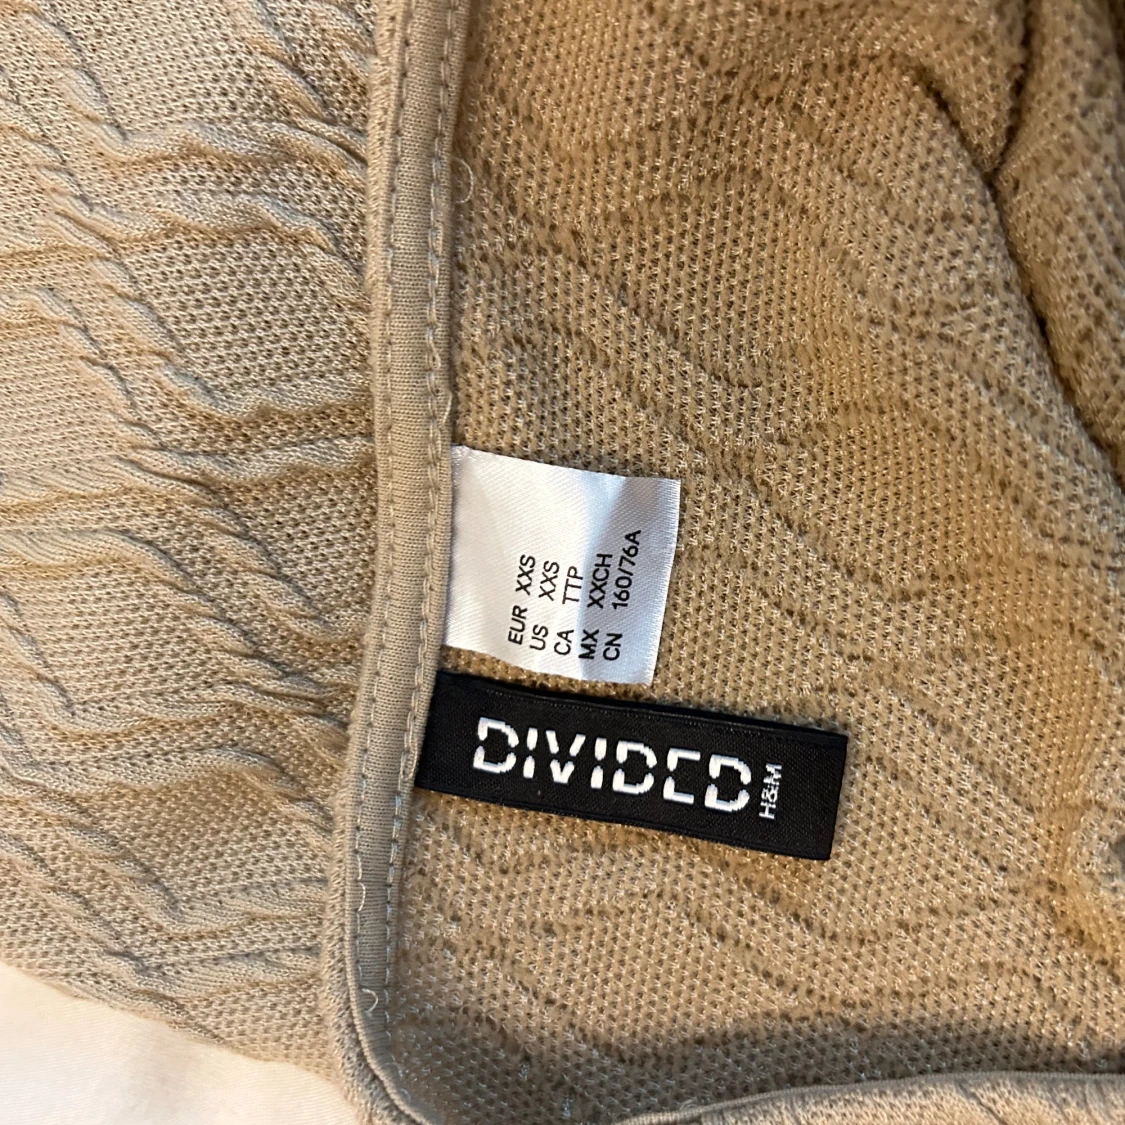 EUR XXS
US XXS
CA TTP
MX XXCH
CN 160/76A
DIVIDED
H&M